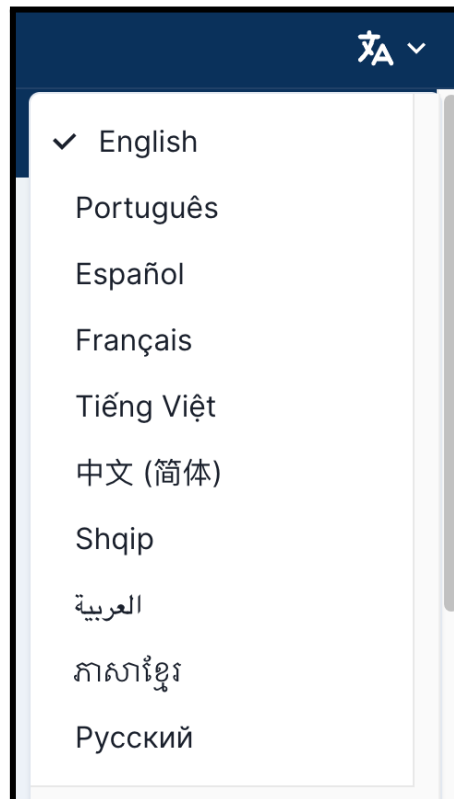 English
Português
Español
Français
Tiếng Việt
中文 (简体)
Shqip
العربية
ភាសាខ្មែរ
Русский